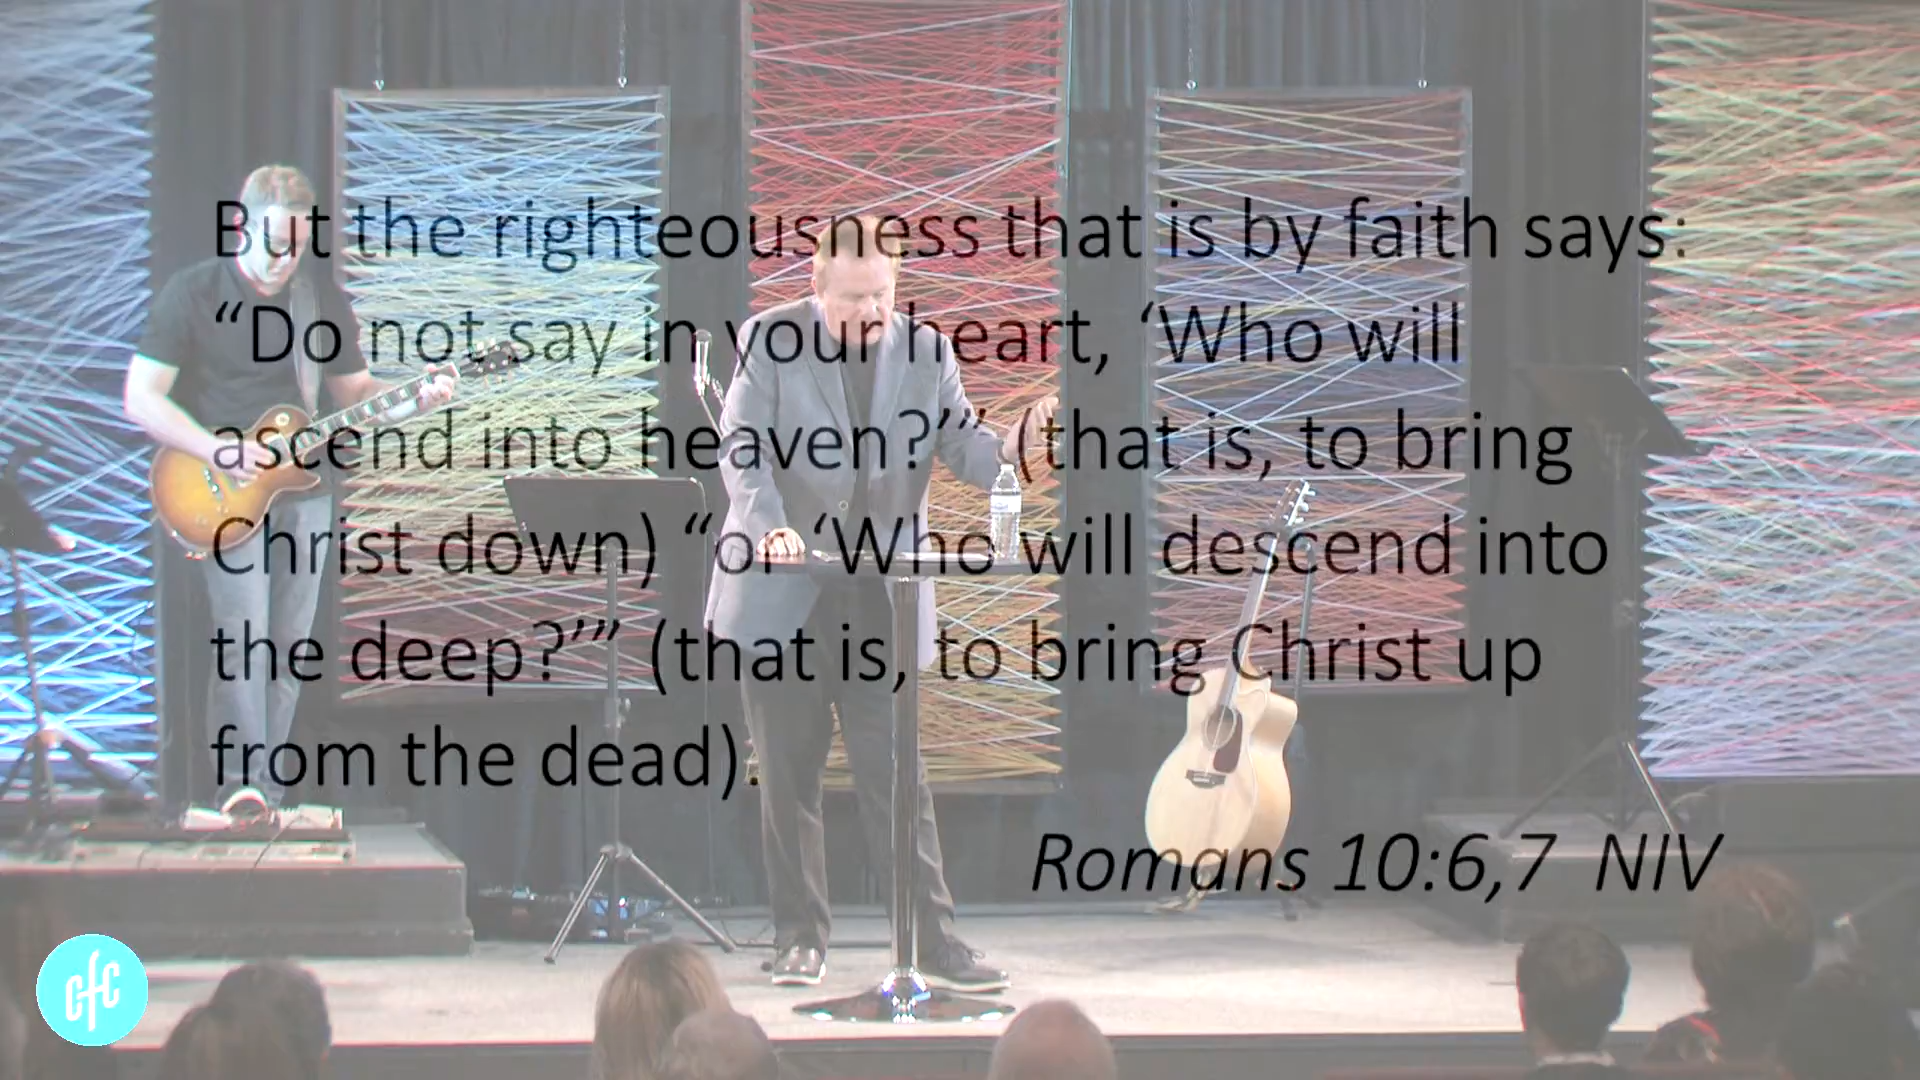 But the righteousness that is by faith says:
“Do not say in your heart, ‘Who will
ascend into heaven?’” (that is, to bring
Christ down) “or ‘Who will descend into
the deep?’” (that is, to bring Christ up
from the dead).
Romans 10:6,7 NIV
cfc